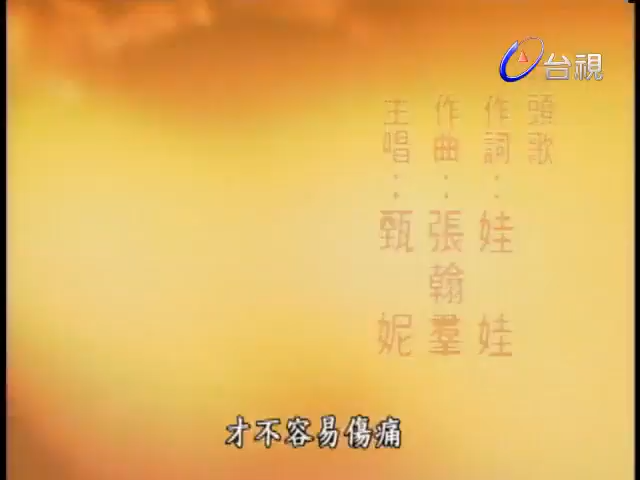 台視
頭歌
作詞：娃娃
作曲：張翰羣
主唱：甄妮
才不容易傷痛